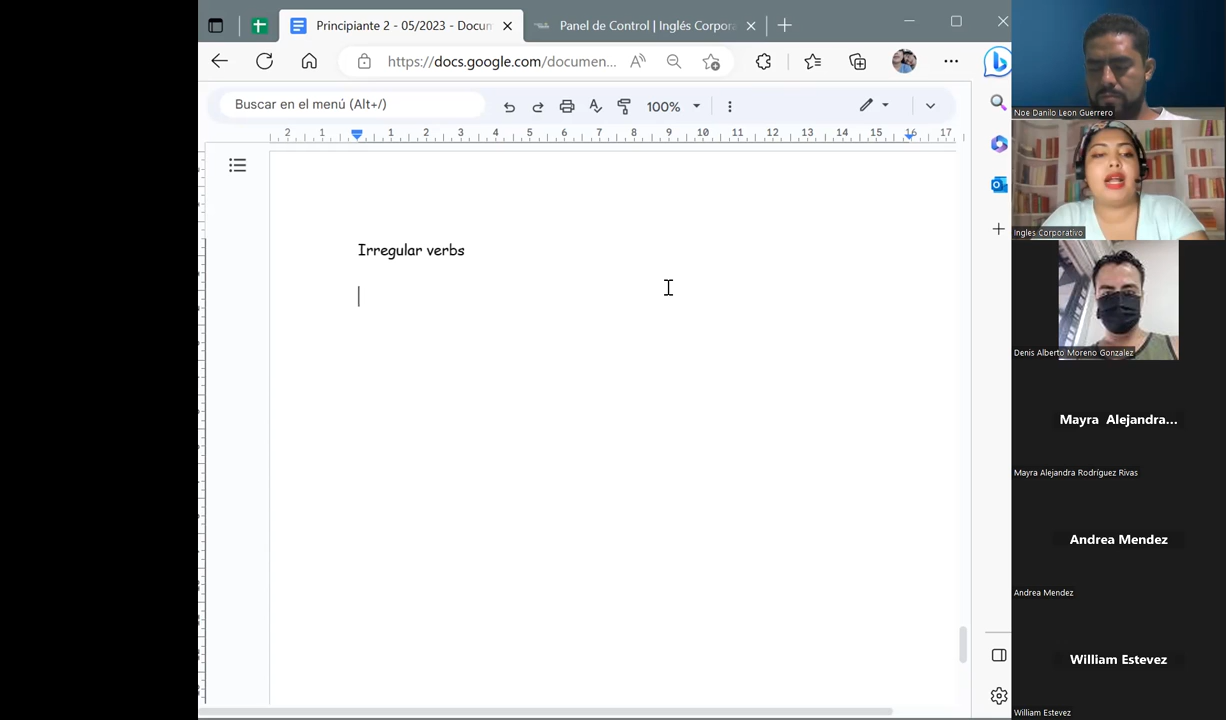 Principiante 2 - 05/2023 - Docum
Panel de Control | Inglés Corpora
https://docs.google.com/documen...
Buscar en el menú (Alt+/)
100%
2 1 1 2 3 4 5 6 7 8 9 10 11 12 13 14 15 16 17
Irregular verbs
Noe Danilo Leon Guerrero
Ingles Corporativo
Denis Alberto Moreno Gonzalez
Mayra Alejandra...
Mayra Alejandra Rodríguez Rivas
Andrea Mendez
Andrea Mendez
William Estevez
William Estevez